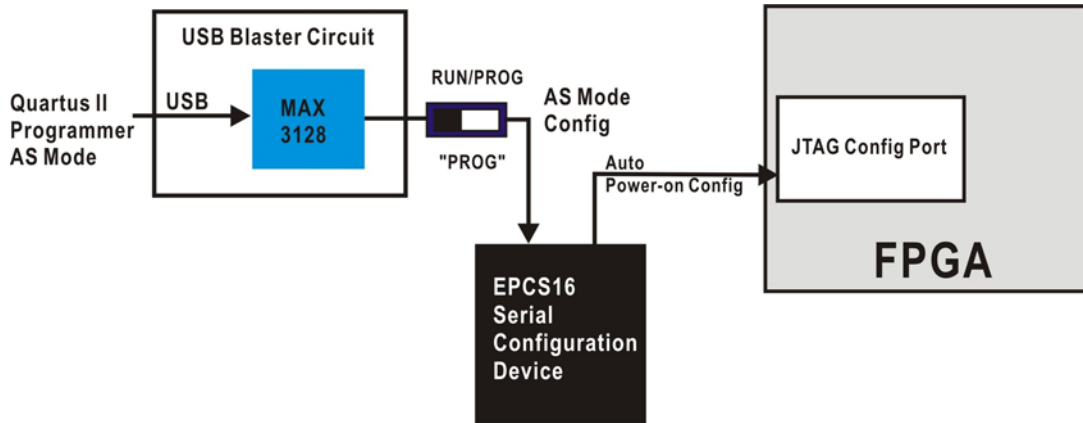 USB Blaster Circuit
Quartus II
Programmer
AS Mode
USB
MAX
3128
RUN/PROG
"PROG"
AS Mode
Config
Auto
Power-on Config
JTAG Config Port
FPGA
EPCS16
Serial
Configuration
Device